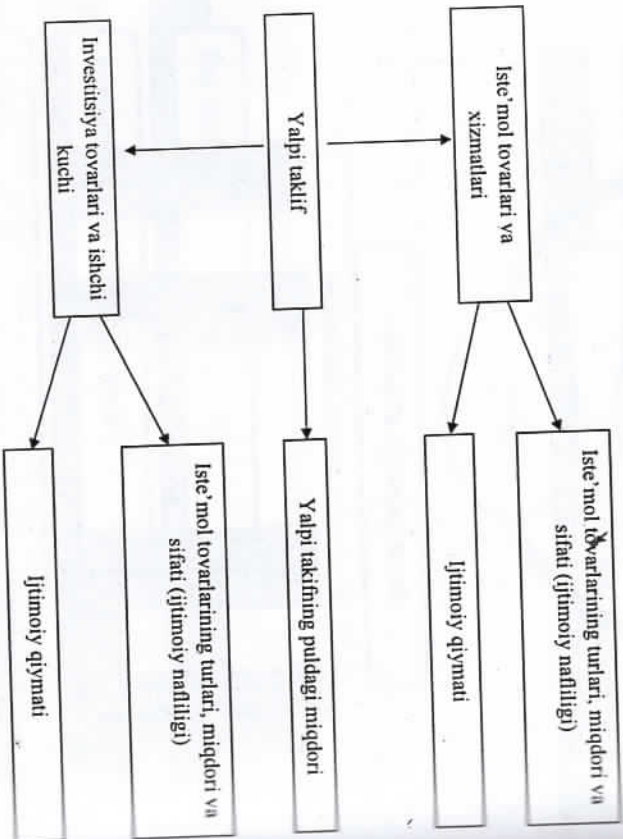 Iste’mol tovarlari va
xizmatlari
Iste’mol tovarlarining turlari, miqdori va
sifati (ijtimoiy nafliligi)
Ijtimoiy qiymati
Yalpi taklif
Yalpi takifning puldagi miqdori
Investitsiya tovarlari va ishchi
kuchi
Iste’mol tovarlarining turlari, miqdori va
sifati (ijtimoiy nafliligi)
Ijtimoiy qiymati